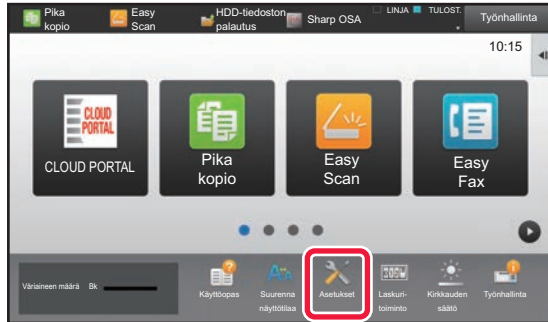 Pika
kopio
Easy
Scan
HDD-tiedoston
palautus
Sharp OSA
LINJA
TULOST.
Työnhallinta
10:15
CLOUD
PORTAL
CLOUD PORTAL
Pika
kopio
Easy
Scan
Easy
Fax
Väriaineen määrä Bk
Käyttöopas
Suurenna
näyttötilaa
Asetukset
Laskuri-
toiminto
Kirkkauden
säätö
Työnhallinta